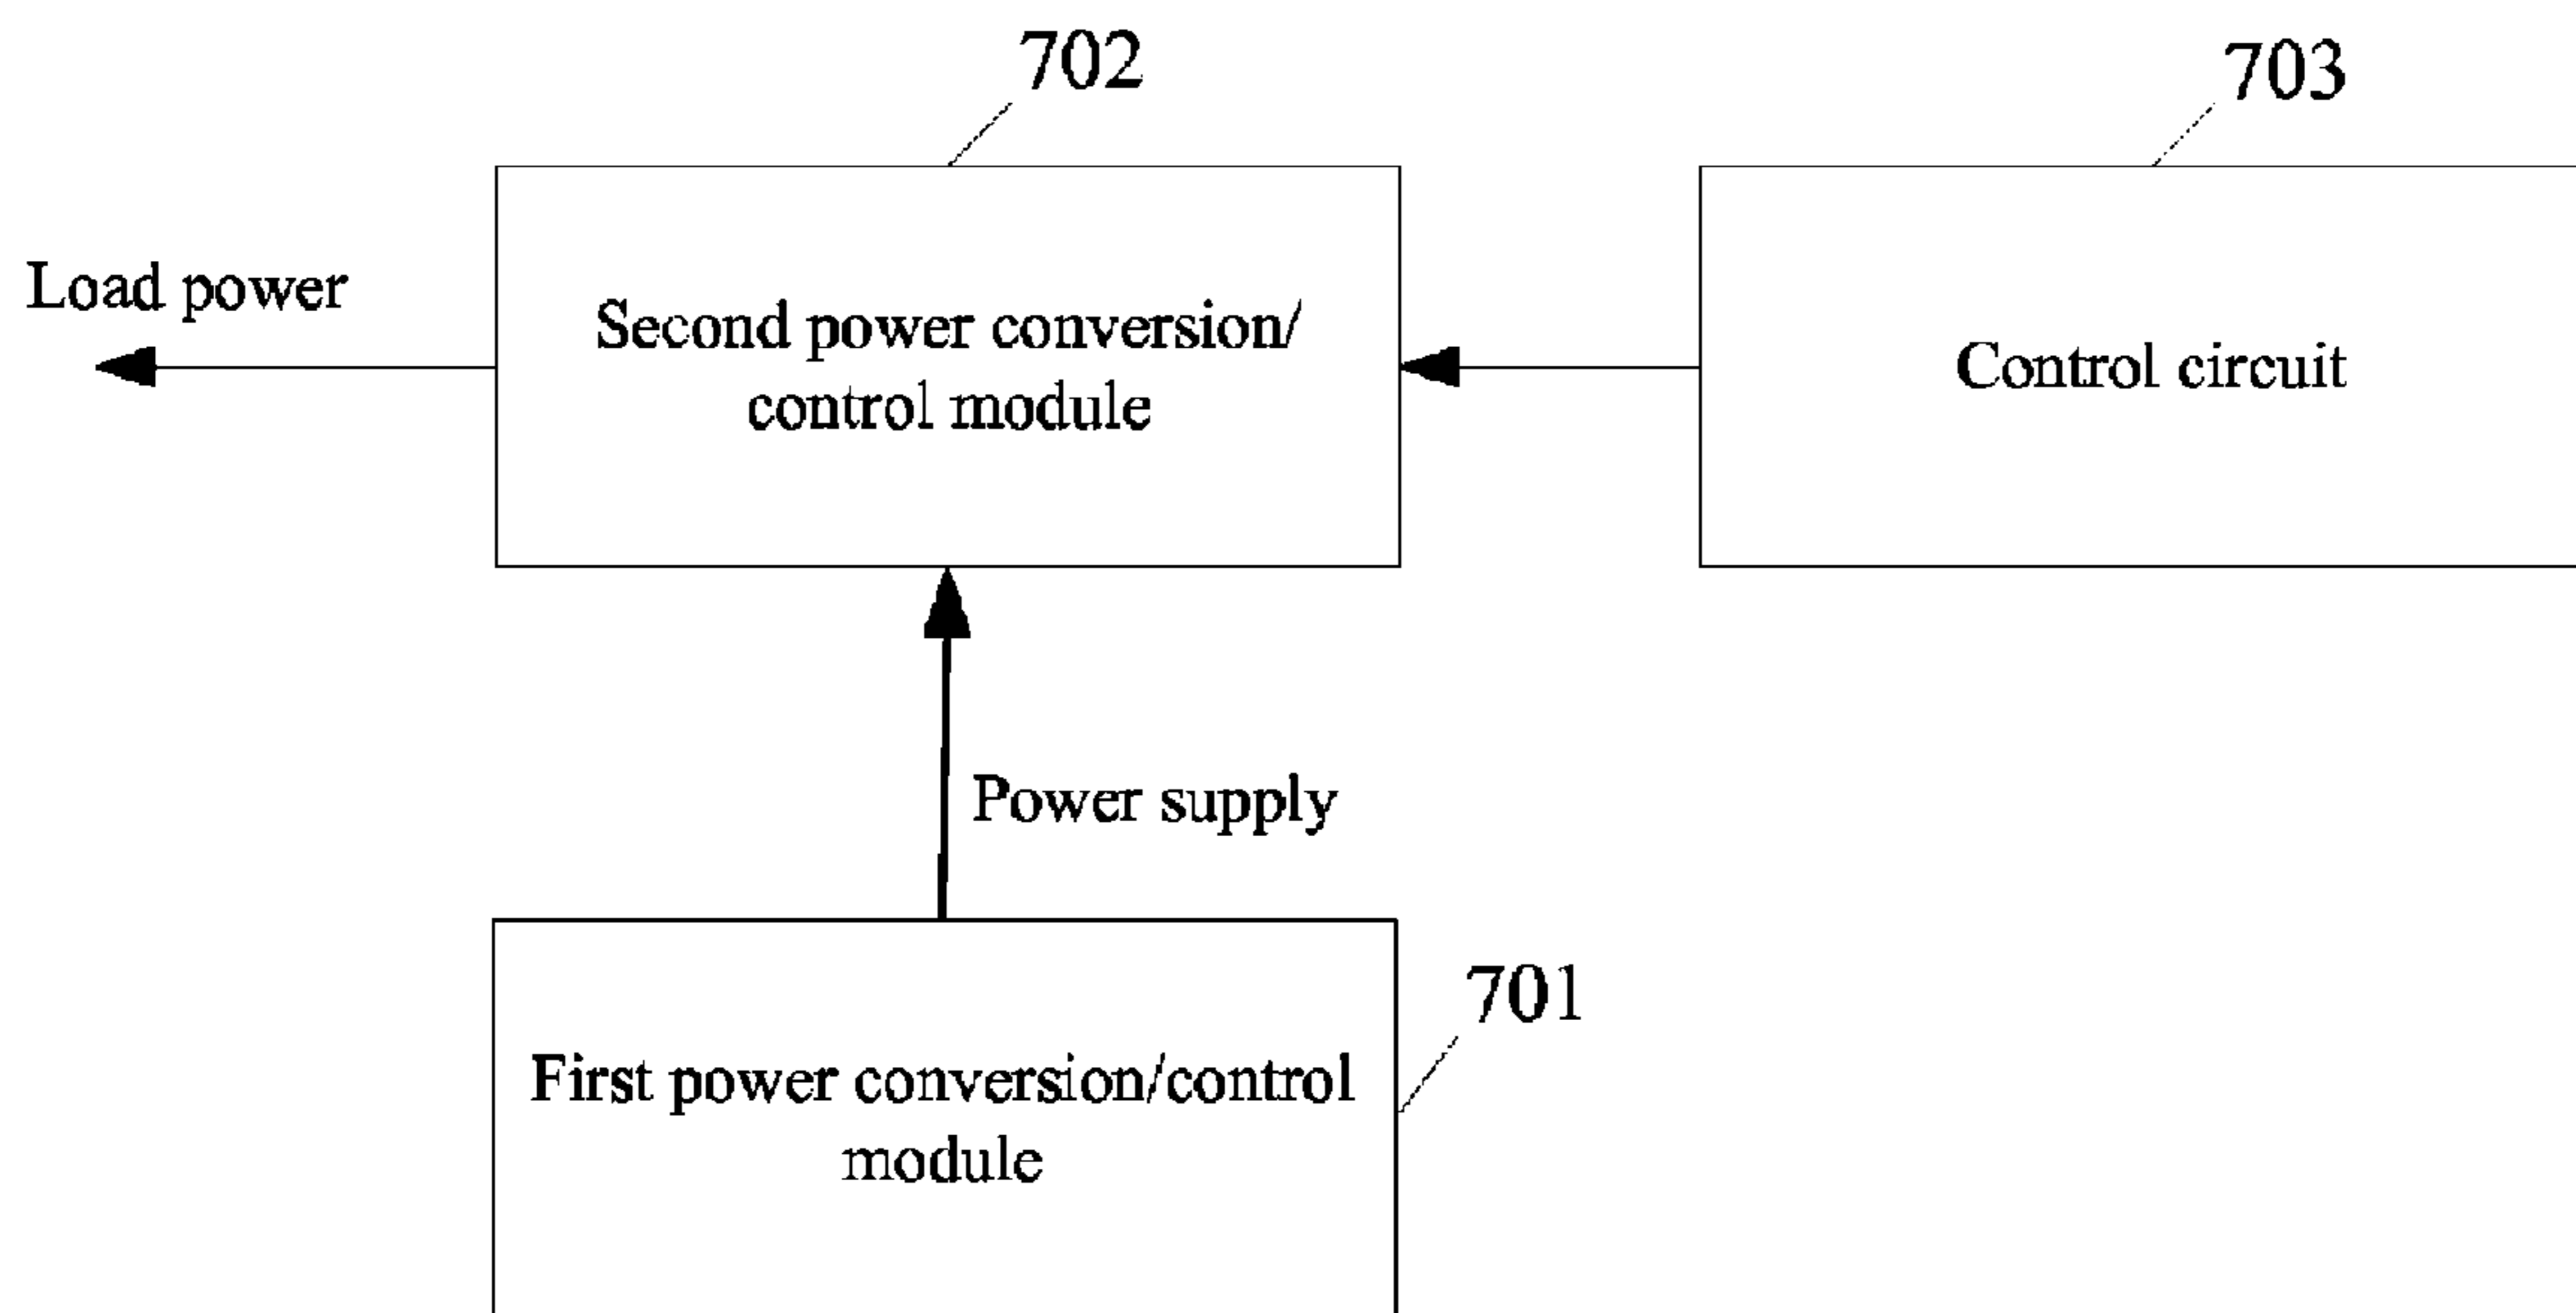 702
703
Load power
Second power conversion/
control module
Control circuit
Power supply
701
First power conversion/control
module